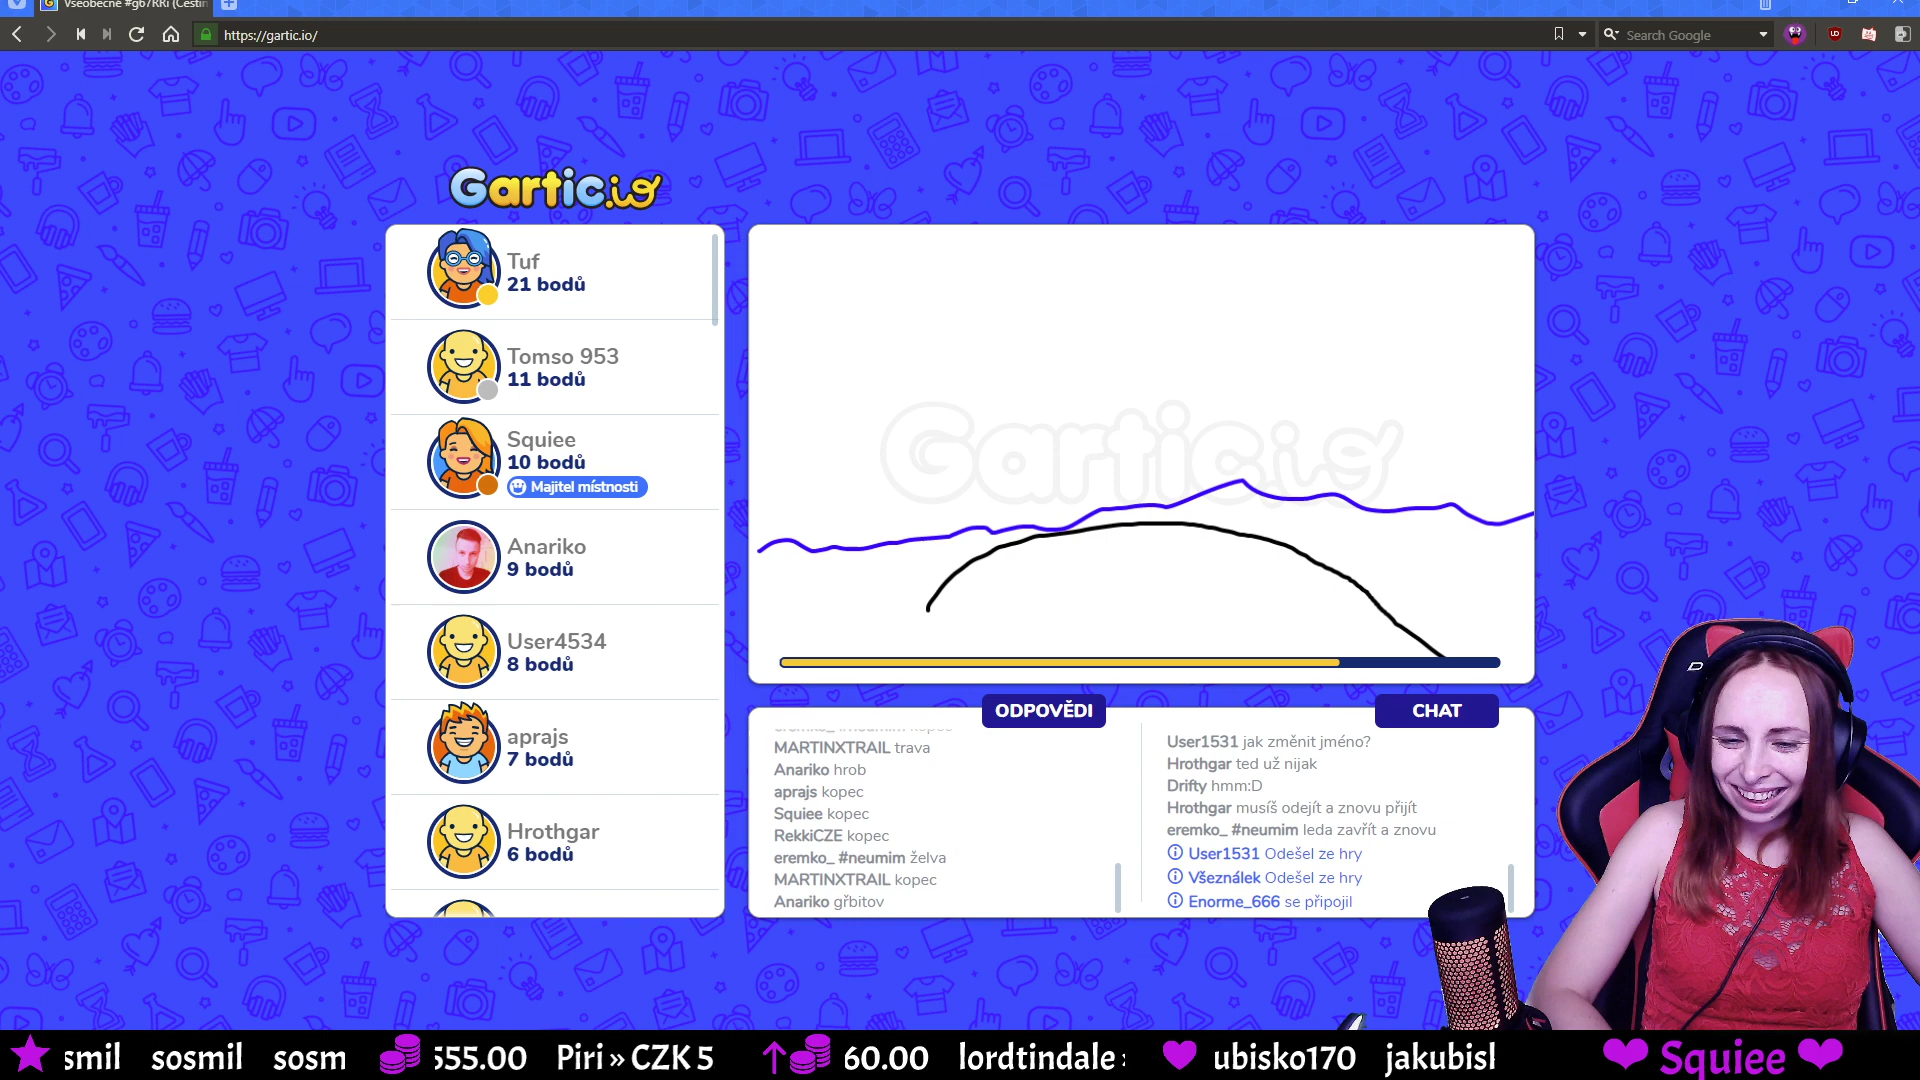 Všeobecné #g67RRi (Češtin
https://gartic.io/
Search Google
Gartic.io
Tuf
21 bodů
Tomso 953
11 bodů
Squiee
10 bodů
Majitel místnosti
Anariko
9 bodů
User4534
8 bodů
aprajs
7 bodů
Hrothgar
6 bodů
Gartic.io
ODPOVĚDI
MARTINXTRAIL trava
Anariko hrob
aprajs kopec
Squiee kopec
RekkiCZE kopec
eremko_ #neumim želva
MARTINXTRAIL kopec
Anariko gřbitov
CHAT
User1531 jak změnit jméno?
Hrothgar ted už nijak
Drifty hmm:D
Hrothgar musíš odejít a znovu přijít
eremko_ #neumim leda zavřít a znovu
User1531 Odešel ze hry
Všeználek Odešel ze hry
Enorme_666 se připojil
smil sosmil sosm 555.00 Piri » CZK 5 60.00 lordtindale ubisko170 jakubisl Squiee